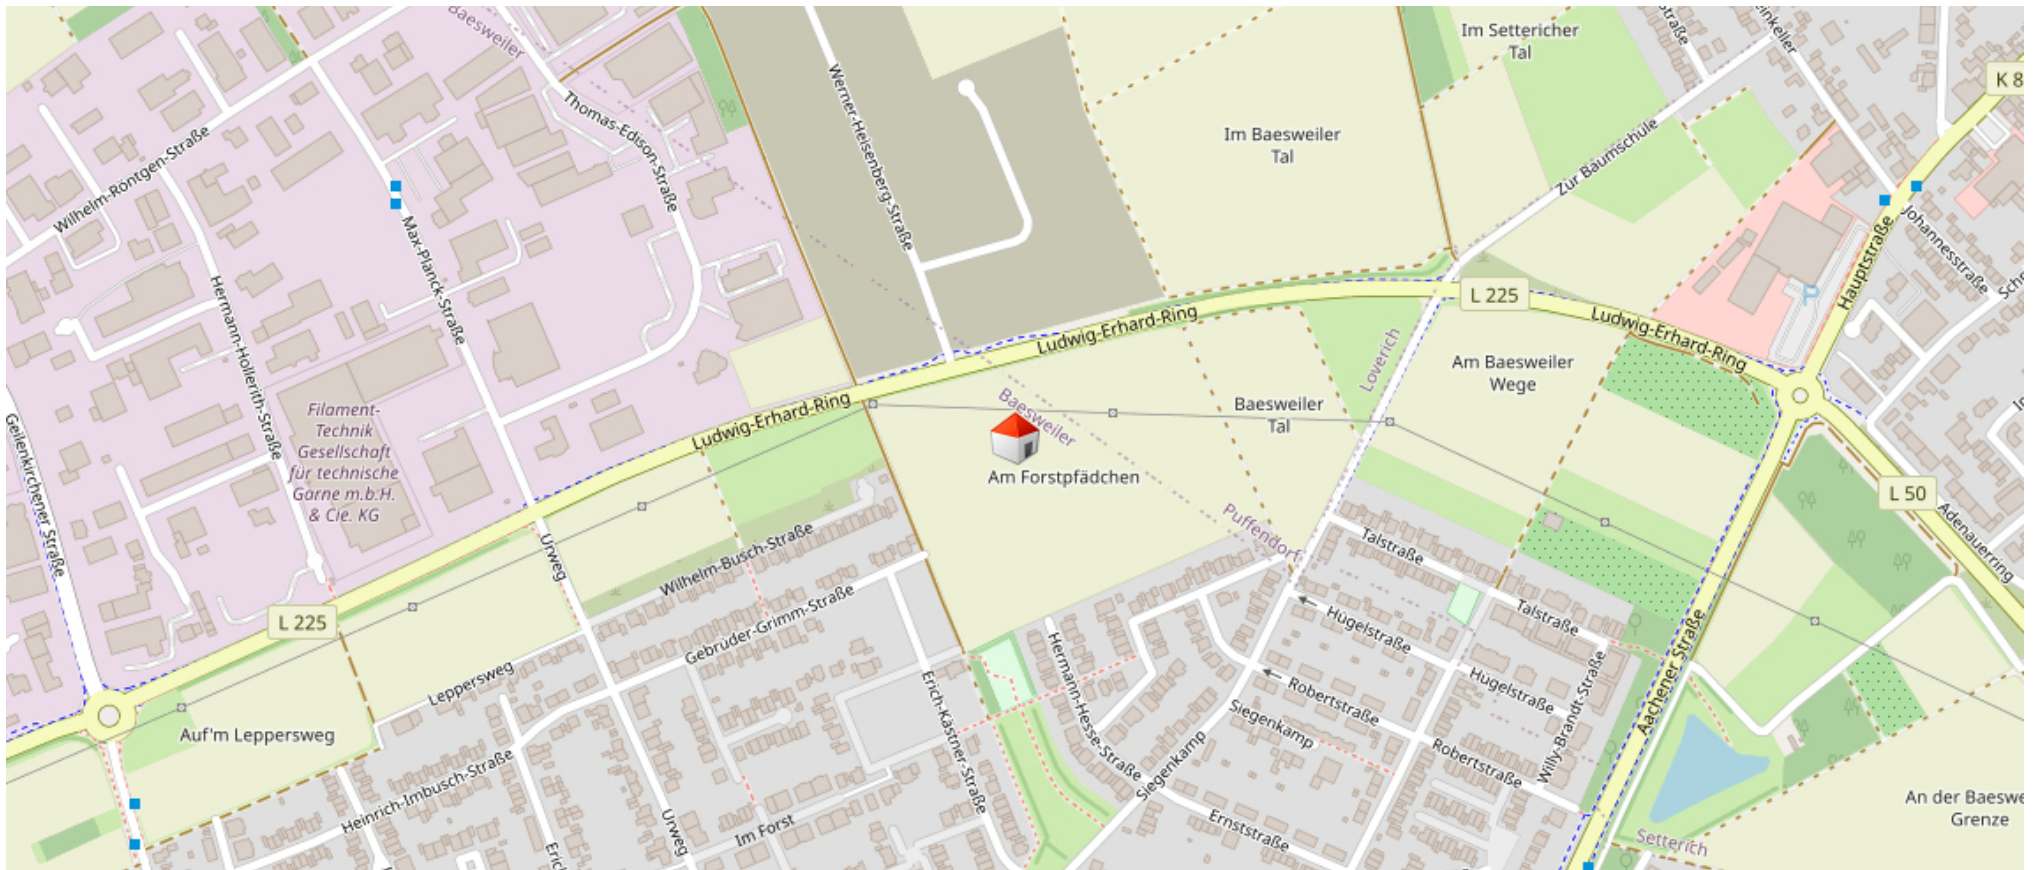 Baesweiler
Im Settericher
Tal
K 8
Thomas-Edison-Straße
Werner-Heisenberg-Straße
Im Baesweiler
Tal
Zur Baumschule
Wilhelm-Röntgen-Straße
Max-Planck-Straße
Hermann-Hollerith-Straße
Hauptstraße
Johannesstraße
P
L 225
Ludwig-Erhard-Ring
Ludwig-Erhard-Ring
Loverich
Am Baesweiler
Wege
Baesweiler
Tal
Baesweiler
Ludwig-Erhard-Ring
Am Forstpfädchen
Filament-
Technik
Gesellschaft
für technische
Garne m.b.H.
& Cie. KG
Geilenkirchener Straße
L 50
Adenauerring
Puffendorf
Talstraße
Urweg
Wilhelm-Busch-Straße
Gebrüder-Grimm-Straße
L 225
Hügelstraße
Talstraße
Aachener Straße
Leppersweg
Hermann-Hesse-Straße
Erich-Kästner-Straße
Robertstraße
Hügelstraße
Willy-Brandt-Straße
Siegenkamp
Siegenkamp
Robertstraße
Auf'm Leppersweg
Heinrich-Imbusch-Straße
Urweg
Im Forst
Ernststraße
Setterich
An der Baeswe
Grenze